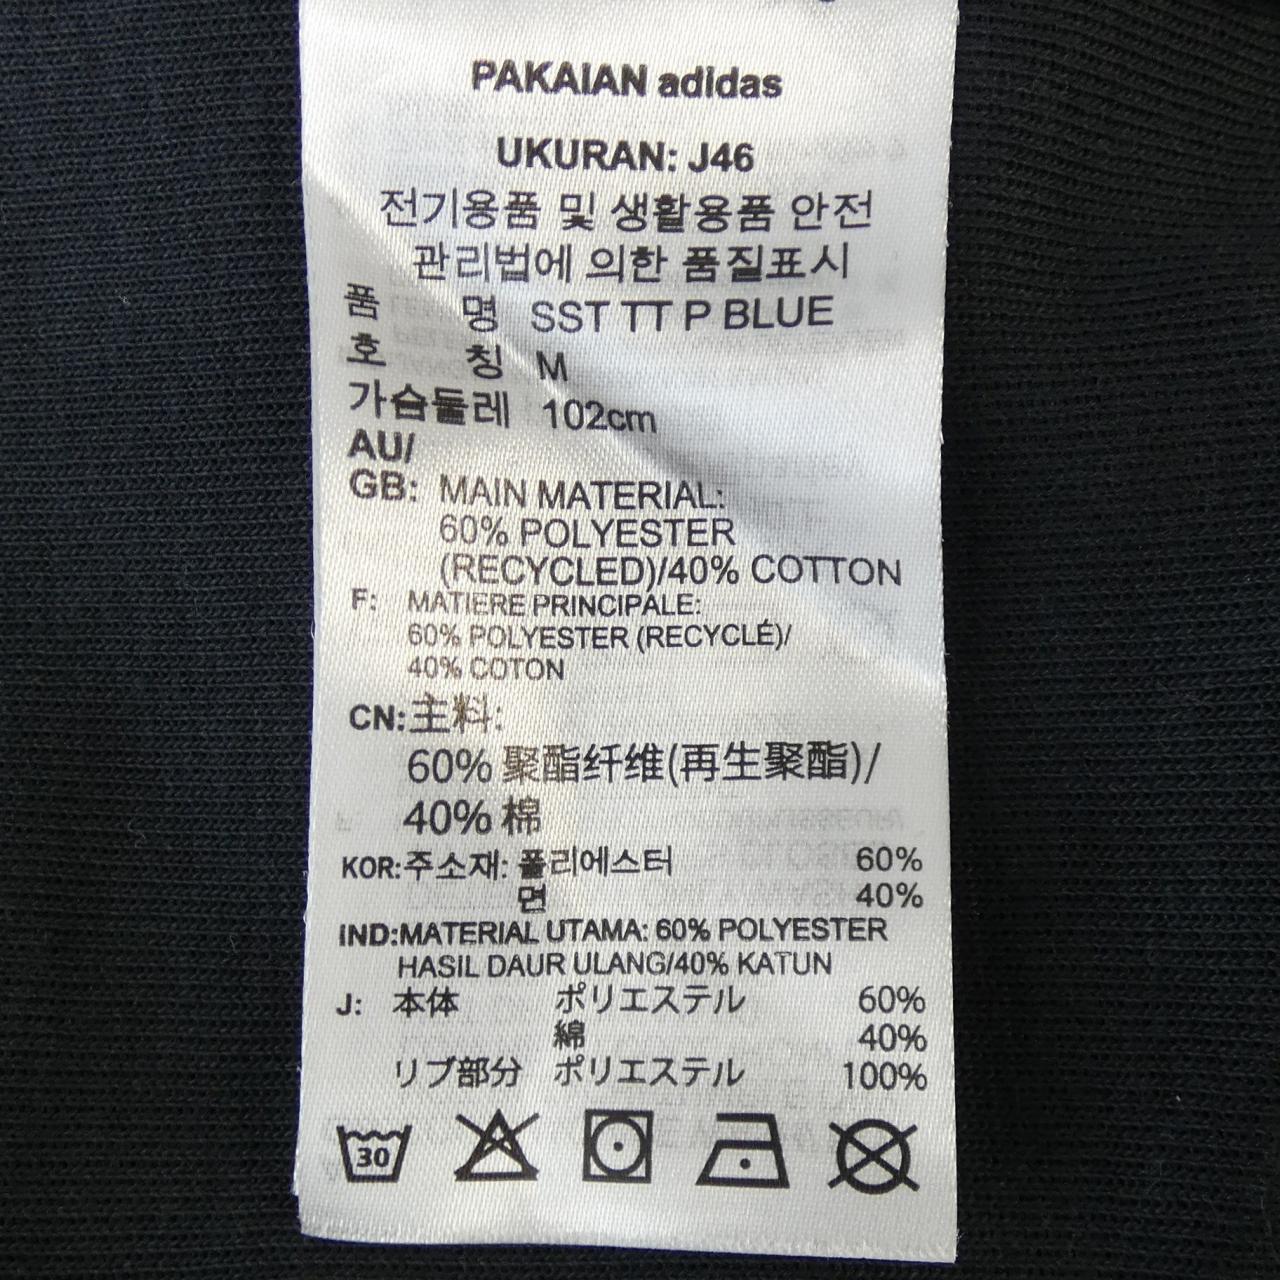 PAKAIAN adidas
UKURAN: J46
전기용품 및 생활용품 안전
관리법에 의한 품질표시
품 명 SST TT P BLUE
호 칭 M
가슴둘레 102cm
AU/
GB: MAIN MATERIAL:
60% POLYESTER
(RECYCLED)/40% COTTON
F: MATIERE PRINCIPALE:
60% POLYESTER (RECYCLÉ)/
40% COTON
CN:主料:
60% 聚酯纤维(再生聚酯)/
40% 棉
KOR:주소재: 폴리에스터 60%
면 40%
IND:MATERIAL UTAMA: 60% POLYESTER
HASIL DAUR ULANG/40% KATUN
J: 本体 ポリエステル 60%
綿 40%
リブ部分 ポリエステル 100%
30